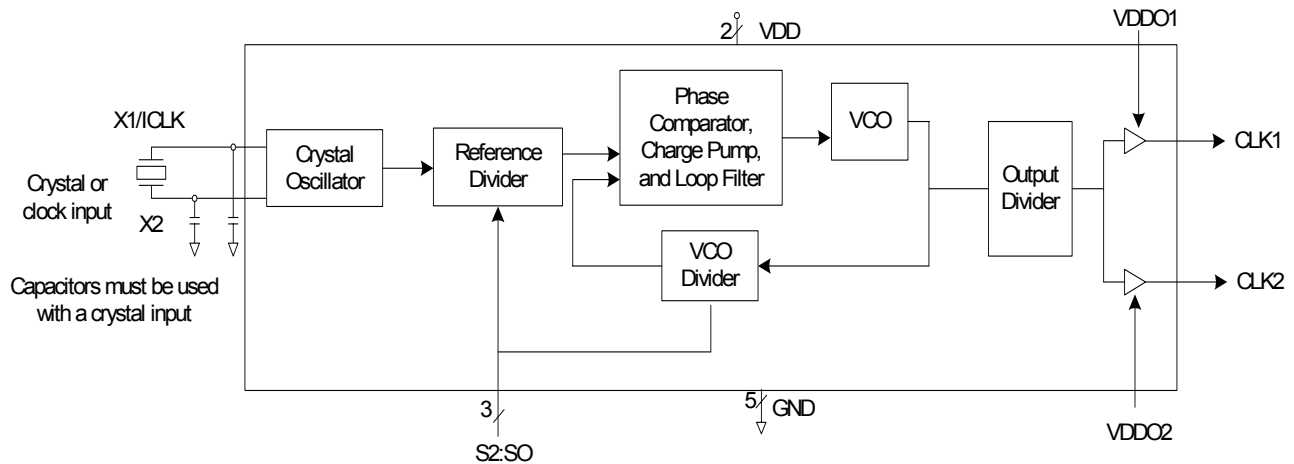 2
VDD
VDDO1
X1/ICLK
Crystal or
clock input
X2
Capacitors must be used
with a crystal input
Crystal
Oscillator
Reference
Divider
Phase
Comparator,
Charge Pump,
and Loop Filter
VCO
VCO
Divider
Output
Divider
CLK1
CLK2
3
S2:SO
5
GND
VDDO2